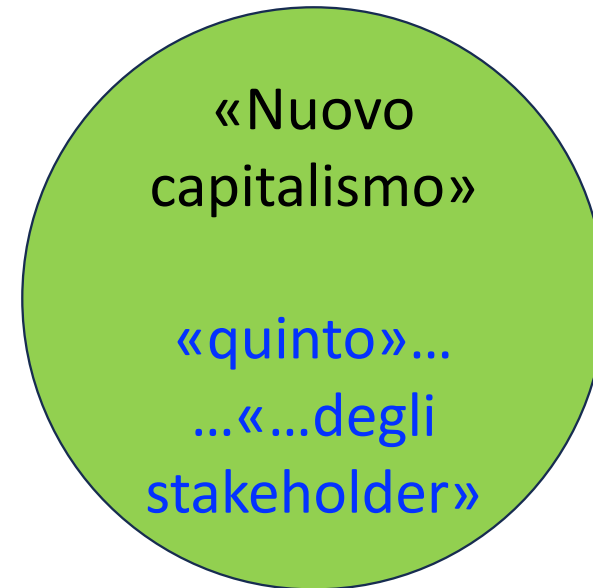 «Nuovo
capitalismo»
«quinto»...
...«...degli
stakeholder»